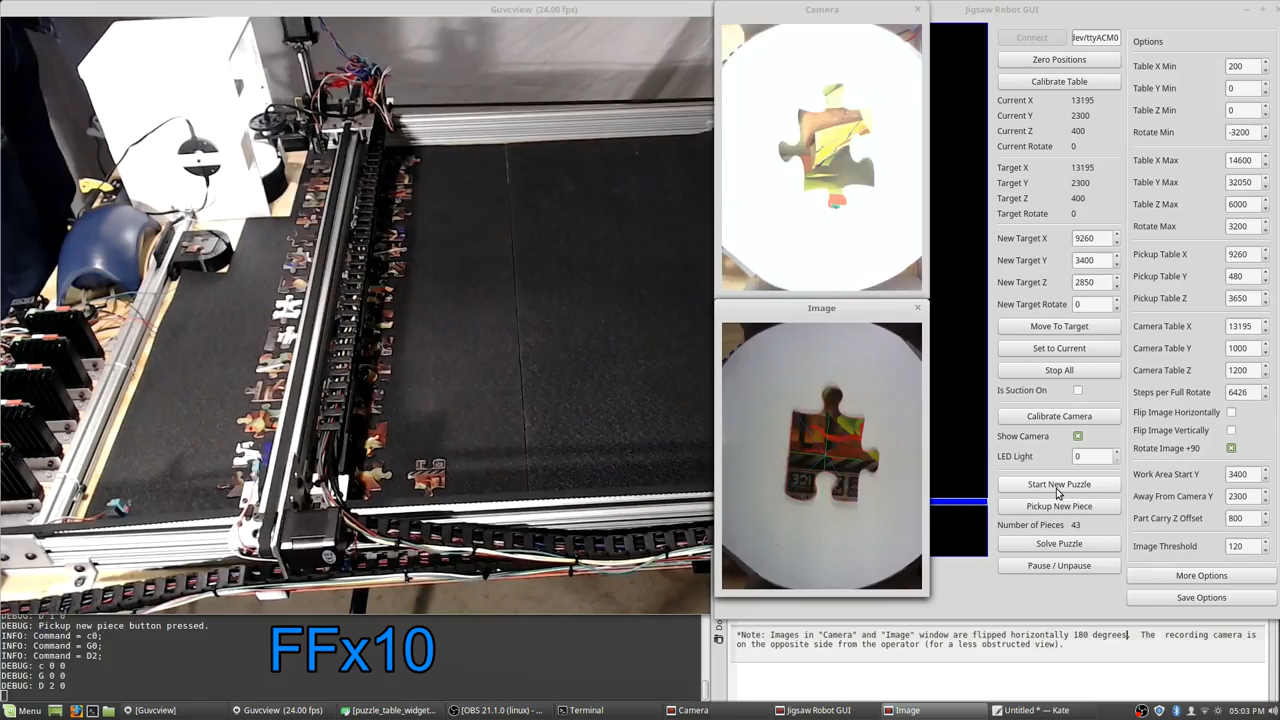 Guvcview (24.00 fps)
Camera
Jigsaw Robot GUI
Connect
dev/ttyACM0
Zero Positions
Calibrate Table
Current X 13195
Current Y 2300
Current Z 400
Current Rotate 0
Target X 13195
Target Y 2300
Target Z 400
Target Rotate 0
New Target X 9260
New Target Y 3400
New Target Z 2850
New Target Rotate 0
Move To Target
Set to Current
Stop All
Is Suction On
Calibrate Camera
Show Camera
LED Light 0
Start New Puzzle
Pickup New Piece
Number of Pieces 43
Solve Puzzle
Pause / Unpause
Options
Table X Min 200
Table Y Min 0
Table Z Min 0
Rotate Min -3200
Table X Max 14600
Table Y Max 32050
Table Z Max 6000
Rotate Max 3200
Pickup Table X 9260
Pickup Table Y 480
Pickup Table Z 3650
Camera Table X 13195
Camera Table Y 1000
Camera Table Z 1200
Steps per Full Rotate 6426
Flip Image Horizontally
Flip Image Vertically
Rotate Image +90
Work Area Start Y 3400
Away From Camera Y 2300
Part Carry Z Offset 800
Image Threshold 120
More Options
Save Options
Image
ICE
DEBUG: D 1 0
DEBUG: Pickup new piece button pressed.
INFO: Command = c0;
INFO: Command = G0;
INFO: Command = D2;
DEBUG: c 0 0
DEBUG: G 0 0
DEBUG: D 2 0
FFx10
Do
*Note: Images in "Camera" and "Image" window are flipped horizontally 180 degrees. The recording camera is
on the opposite side from the operator (for a less obstructed view).
Menu
[Guvcview]
Guvcview (24.00 fps)
[puzzle_table_widget...
[OBS 21.1.0 (linux) - ...
Terminal
Camera
Jigsaw Robot GUI
Image
Untitled * — Kate
05:03 PM